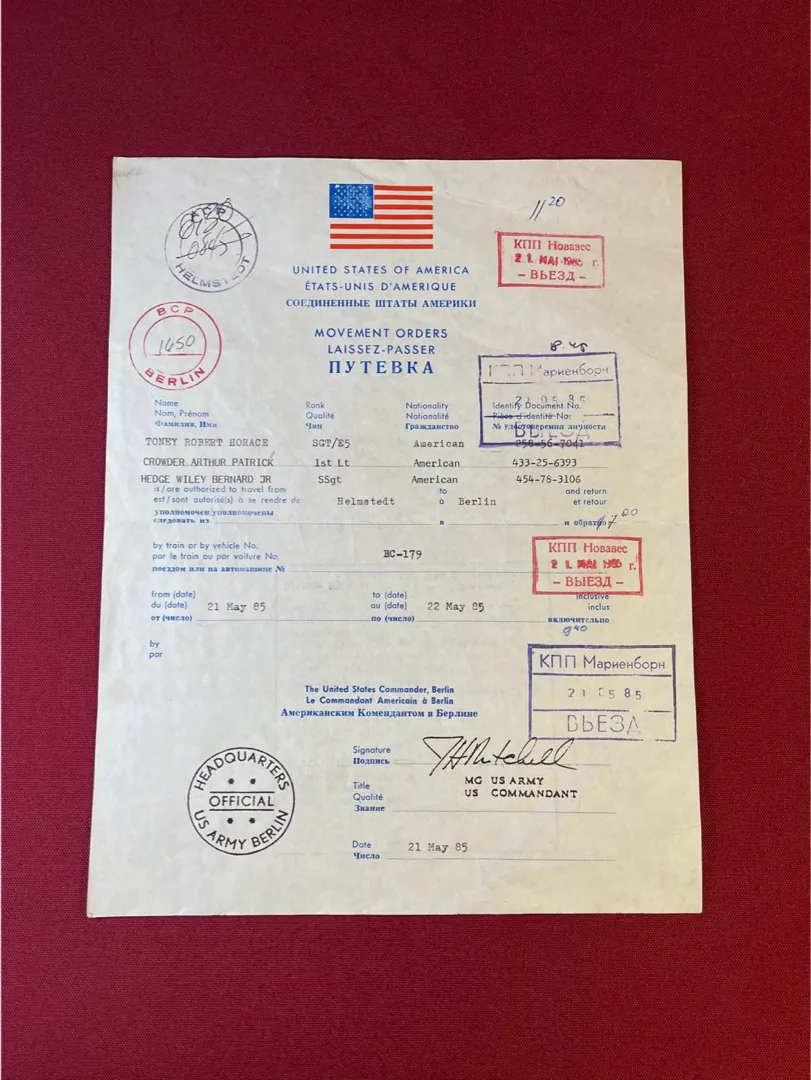 11 20
КПП Новавес
21. MAI 1985 г.
– ВЬЕЗД –
HELMSTEDT
UNITED STATES OF AMERICA
ÉTATS-UNIS D'AMERIQUE
СОЕДИНЕННЫЕ ШТАТЫ АМЕРИКИ
BCP
1650
BERLIN
MOVEMENT ORDERS
LAISSEZ-PASSER
ПУТЕВКА
КПП Мариенборн
21 05 85
ВЫЕЗД
Name Rank Nationality Identity Document No.
Nom, Prénom Qualité Nationalité Pièce d'identité No:
Фамилия, Имя Чин Гражданство № удостоверения личности
TONEY ROBERT HORACE SGT/E5 American
CROWDER ARTHUR PATRICK 1st Lt American 433-25-6393
HEDGE WILEY BERNARD JR SSgt American 454-78-3106
is/are authorized to travel from to and return
est/sont autorisé(s) à se rendre de Helmstedt à Berlin et retour
уполномочен уполномочены
следовать из в и обратно
17 00
by train or by vehicle No.
par le train ou par voiture No. BC-179
поездом или на автомашине №
КПП Новавес
21. MAI 1985 г.
– ВЫЕЗД –
from (date) to (date) inclusive
du (date) 21 May 85 au (date) 22 May 85 inclus
от (число) по (число) включительно
9 40
by
par
КПП Мариенборн
21 05 85
ВЬЕЗД
The United States Commander, Berlin
Le Commandant Americain à Berlin
Американским Комендантом в Берлине
Signature
Подпись
Title MG US ARMY
Qualité US COMMANDANT
Звание
HEADQUARTERS
OFFICIAL
US ARMY BERLIN
Date 21 May 85
Число